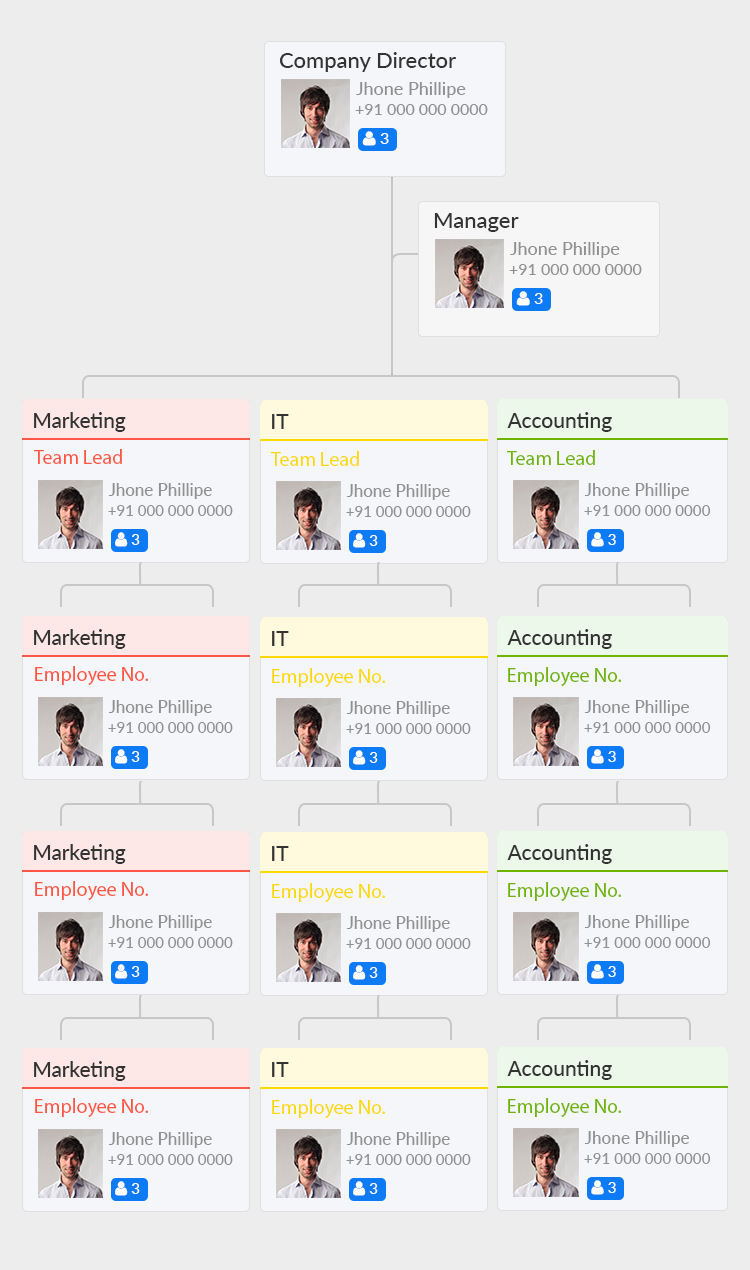 Company Director
Jhone Phillipe
+91 000 000 0000
3
Manager
Jhone Phillipe
+91 000 000 0000
3
Marketing
Team Lead
Jhone Phillipe
+91 000 000 0000
3
IT
Team Lead
Jhone Phillipe
+91 000 000 0000
3
Accounting
Team Lead
Jhone Phillipe
+91 000 000 0000
3
Marketing
Employee No.
Jhone Phillipe
+91 000 000 0000
3
IT
Employee No.
Jhone Phillipe
+91 000 000 0000
3
Accounting
Employee No.
Jhone Phillipe
+91 000 000 0000
3
Marketing
Employee No.
Jhone Phillipe
+91 000 000 0000
3
IT
Employee No.
Jhone Phillipe
+91 000 000 0000
3
Accounting
Employee No.
Jhone Phillipe
+91 000 000 0000
3
Marketing
Employee No.
Jhone Phillipe
+91 000 000 0000
3
IT
Employee No.
Jhone Phillipe
+91 000 000 0000
3
Accounting
Employee No.
Jhone Phillipe
+91 000 000 0000
3